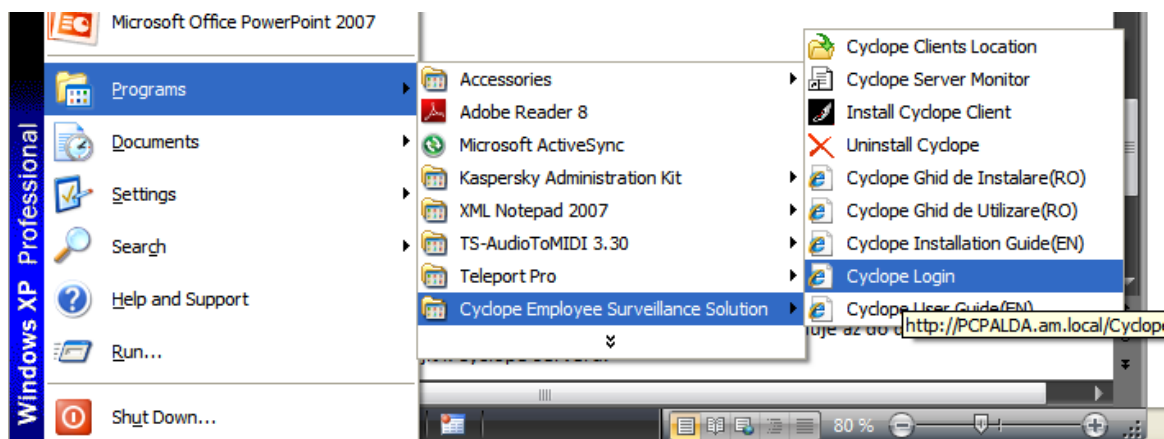 Microsoft Office PowerPoint 2007
Programs
Documents
Settings
Search
Help and Support
Run...
Shut Down...
Windows XP Professional
Accessories
Adobe Reader 8
Microsoft ActiveSync
Kaspersky Administration Kit
XML Notepad 2007
TS-AudioToMIDI 3.30
Teleport Pro
Cyclope Employee Surveillance Solution
Cyclope Clients Location
Cyclope Server Monitor
Install Cyclope Client
Uninstall Cyclope
Cyclope Ghid de Instalare(RO)
Cyclope Ghid de Utilizare(RO)
Cyclope Installation Guide(EN)
Cyclope Login
Cyclope User Guide(EN)
http://PCPALDA.am.local/Cyclope
80 %